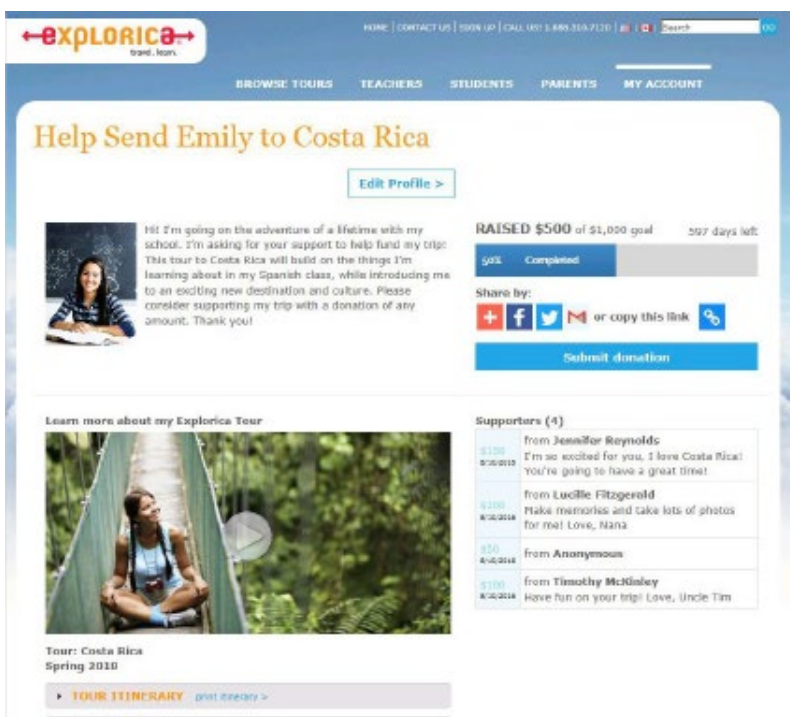 explorica
travel. learn.
HOME | CONTACT US | SIGN UP | CALL US! 1.888.310.7120 | Search GO
BROWSE TOURS TEACHERS STUDENTS PARENTS MY ACCOUNT
Help Send Emily to Costa Rica
Edit Profile >
Hi! I'm going on the adventure of a lifetime with my
school. I'm asking for your support to help fund my trip!
This tour to Costa Rica will build on the things I'm
learning about in my Spanish class, while introducing me
to an exciting new destination and culture. Please
consider supporting my trip with a donation of any
amount. Thank you!
RAISED $500 of $1,000 goal 597 days left
50% Completed
Share by:
or copy this link
Submit donation
Learn more about my Explorica Tour
Tour: Costa Rica
Spring 2018
TOUR ITINERARY print itinerary >
Supporters (4)
from Jennifer Reynolds
I'm so excited for you, I love Costa Rica!
You're going to have a great time!
from Lucille Fitzgerald
Make memories and take lots of photos
for me! Love, Nana
$50
from Anonymous
$100
from Timothy McKinley
Have fun on your trip! Love, Uncle Tim